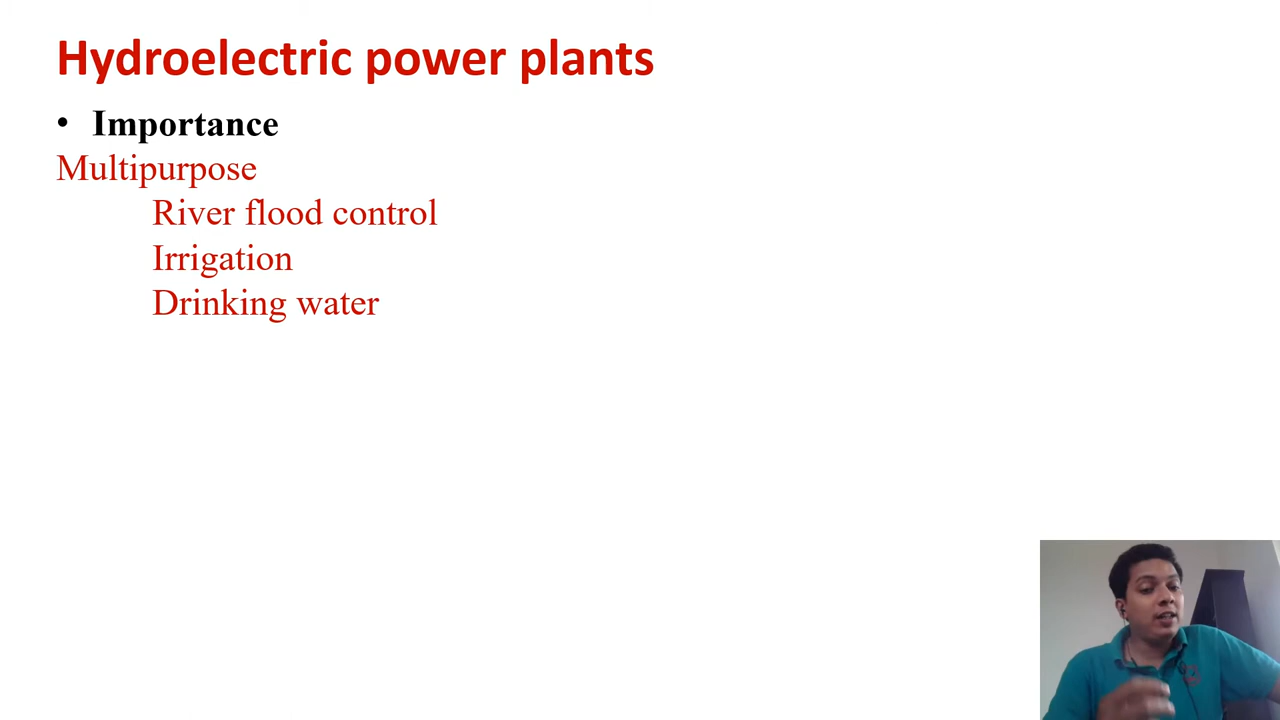 Hydroelectric power plants
• Importance
Multipurpose
River flood control
Irrigation
Drinking water